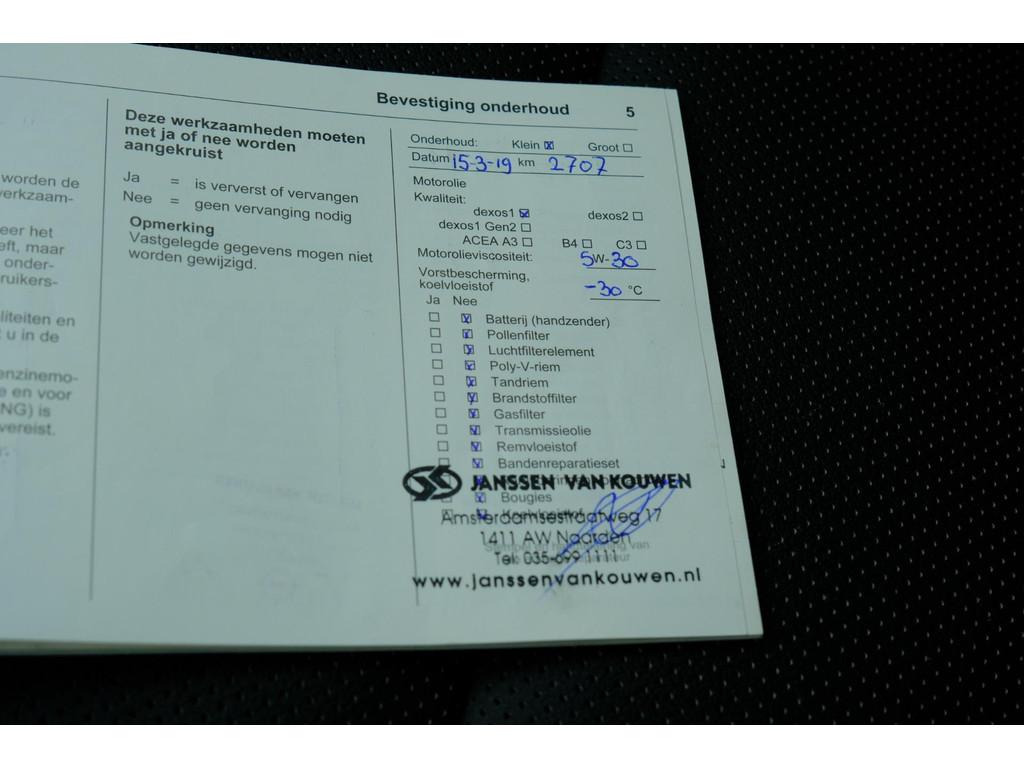 Bevestiging onderhoud 5
worden de
erkzaam-
eer het
eft, maar
onder-
ruikers-
liteiten en
t u in de
enzinemo-
e en voor
NG) is
vereist.
Deze werkzaamheden moeten
met ja of nee worden
aangekruist
Ja = is ververst of vervangen
Nee = geen vervanging nodig
Opmerking
Vastgelegde gegevens mogen niet
worden gewijzigd.
Onderhoud: Klein Groot
Datum 15-3-19 km 2707
Motorolie
Kwaliteit:
dexos1 dexos2
dexos1 Gen2
ACEA A3 B4 C3
Motorolieviscositeit: 5W-30
Vorstbescherming,
koelvloeistof -30 °C
Ja Nee
Batterij (handzender)
Pollenfilter
Luchtfilterelement
Poly-V-riem
Tandriem
Brandstoffilter
Gasfilter
Transmissieolie
Remvloeistof
Bandenreparatieset
JANSSEN VAN KOUWEN
Bougies
Koelvloeistof
Amsterdamsestraatweg 17
1411 AW Naarden
Tel: 035-699 1111
www.janssenvankouwen.nl